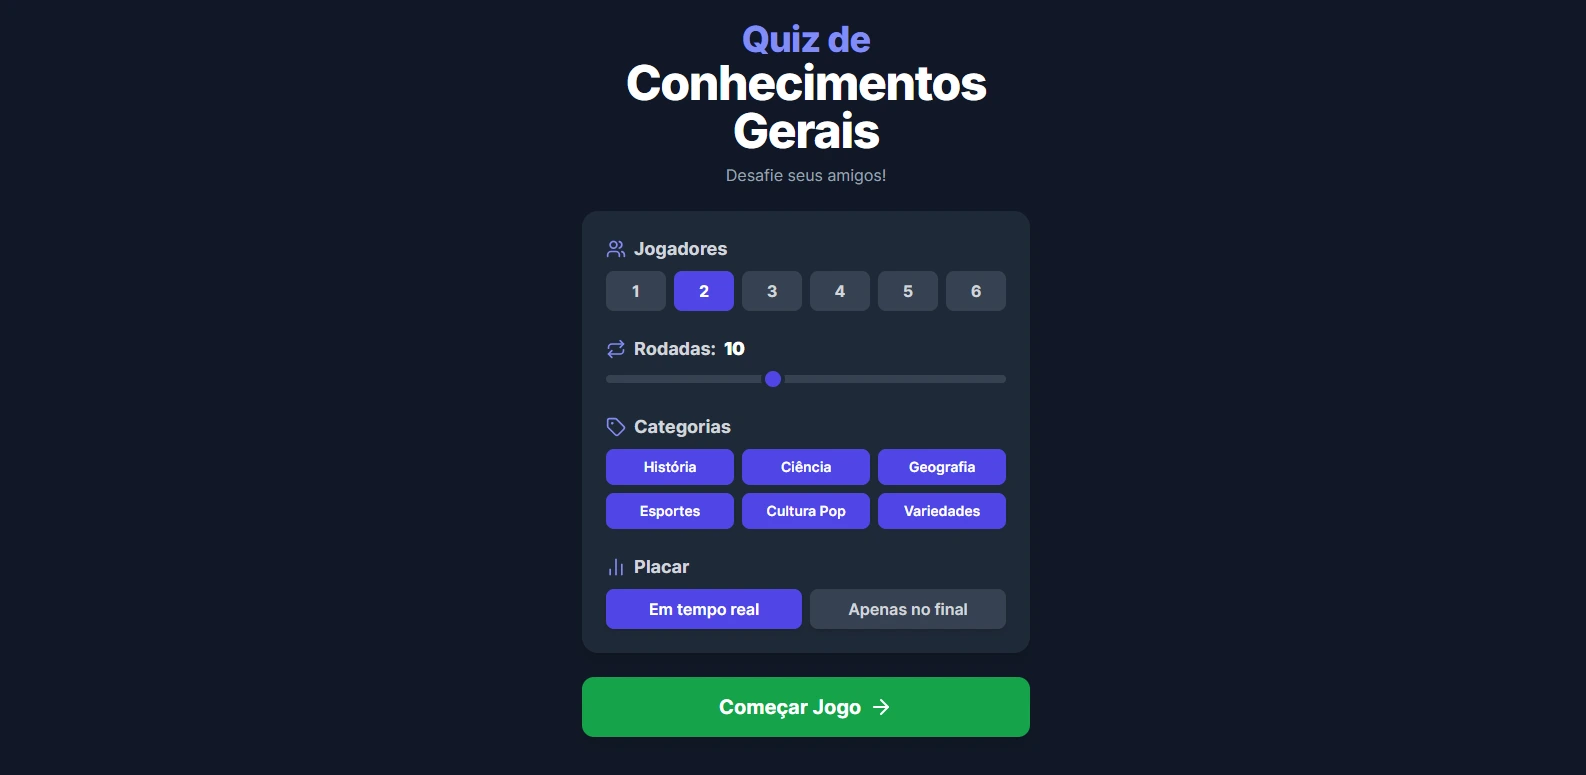 Quiz de
Conhecimentos
Gerais
Desafie seus amigos!
Jogadores
1 2 3 4 5 6
Rodadas: 10
Categorias
História Ciência Geografia
Esportes Cultura Pop Variedades
Placar
Em tempo real Apenas no final
Começar Jogo →